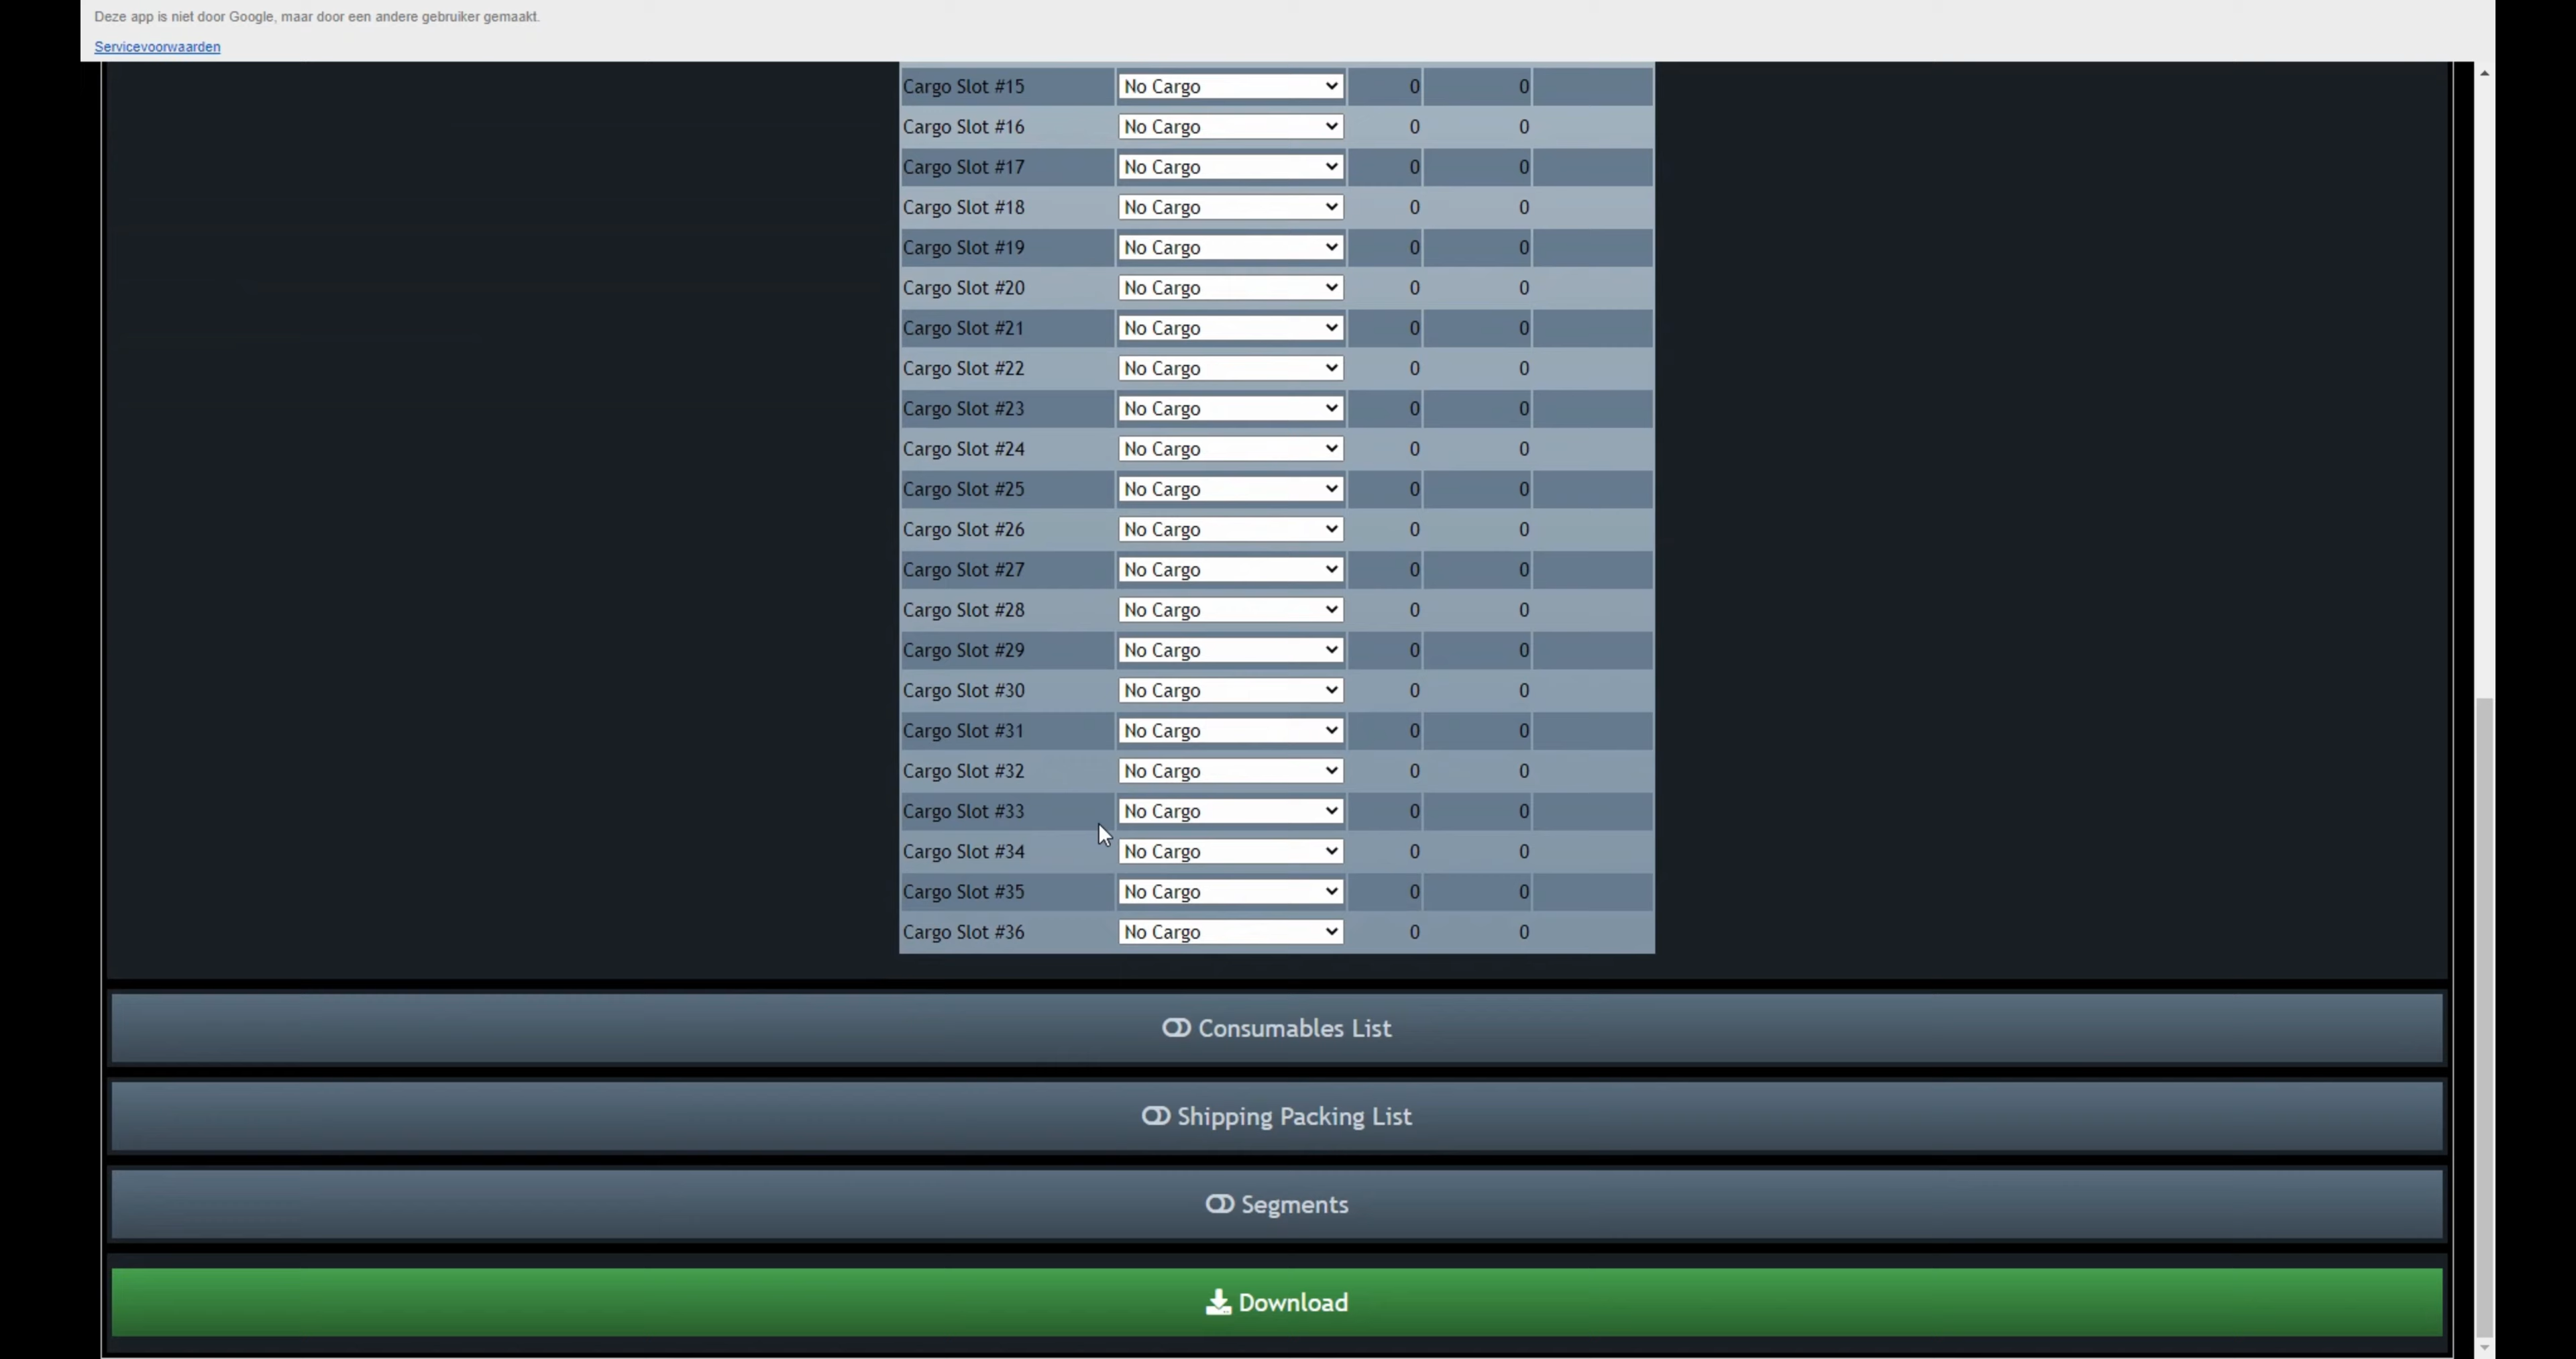 Deze app is niet door Google, maar door een andere gebruiker gemaakt.
Servicevoorwaarden
Cargo Slot #15 No Cargo 0 0
Cargo Slot #16 No Cargo 0 0
Cargo Slot #17 No Cargo 0 0
Cargo Slot #18 No Cargo 0 0
Cargo Slot #19 No Cargo 0 0
Cargo Slot #20 No Cargo 0 0
Cargo Slot #21 No Cargo 0 0
Cargo Slot #22 No Cargo 0 0
Cargo Slot #23 No Cargo 0 0
Cargo Slot #24 No Cargo 0 0
Cargo Slot #25 No Cargo 0 0
Cargo Slot #26 No Cargo 0 0
Cargo Slot #27 No Cargo 0 0
Cargo Slot #28 No Cargo 0 0
Cargo Slot #29 No Cargo 0 0
Cargo Slot #30 No Cargo 0 0
Cargo Slot #31 No Cargo 0 0
Cargo Slot #32 No Cargo 0 0
Cargo Slot #33 No Cargo 0 0
Cargo Slot #34 No Cargo 0 0
Cargo Slot #35 No Cargo 0 0
Cargo Slot #36 No Cargo 0 0
Consumables List
Shipping Packing List
Segments
Download